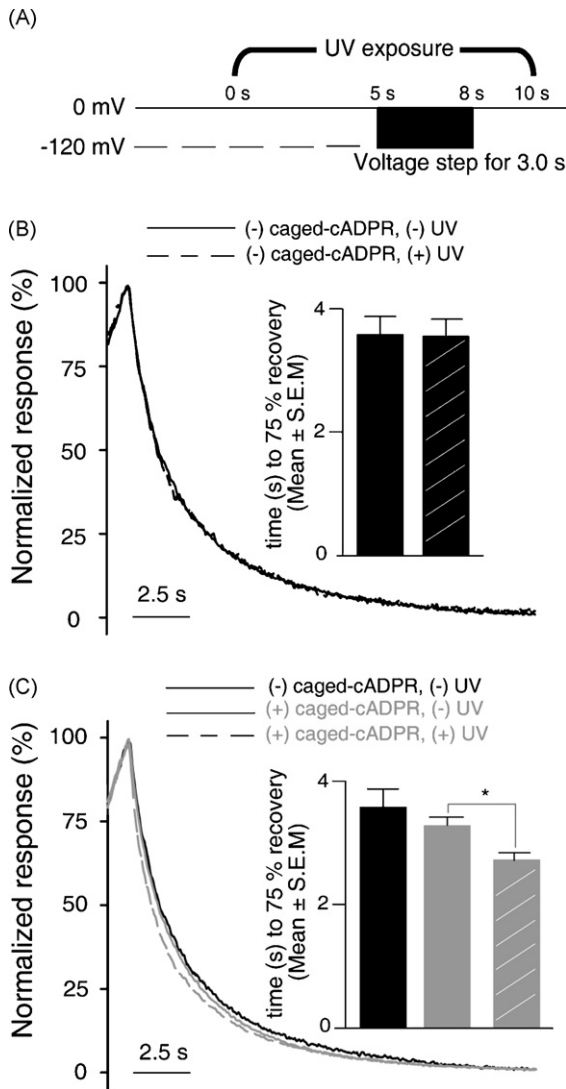 (A)
UV exposure
0 s 5 s 8 s 10 s
0 mV
-120 mV
Voltage step for 3.0 s
(B)
(-) caged-cADPR, (-) UV
(-) caged-cADPR, (+) UV
Normalized response (%)
100
75
50
25
0
2.5 s
time (s) to 75 % recovery
(Mean ± S.E.M)
4
2
0
(C)
(-) caged-cADPR, (-) UV
(+) caged-cADPR, (-) UV
(+) caged-cADPR, (+) UV
Normalized response (%)
100
75
50
25
0
2.5 s
time (s) to 75 % recovery
(Mean ± S.E.M)
4
2
0
*